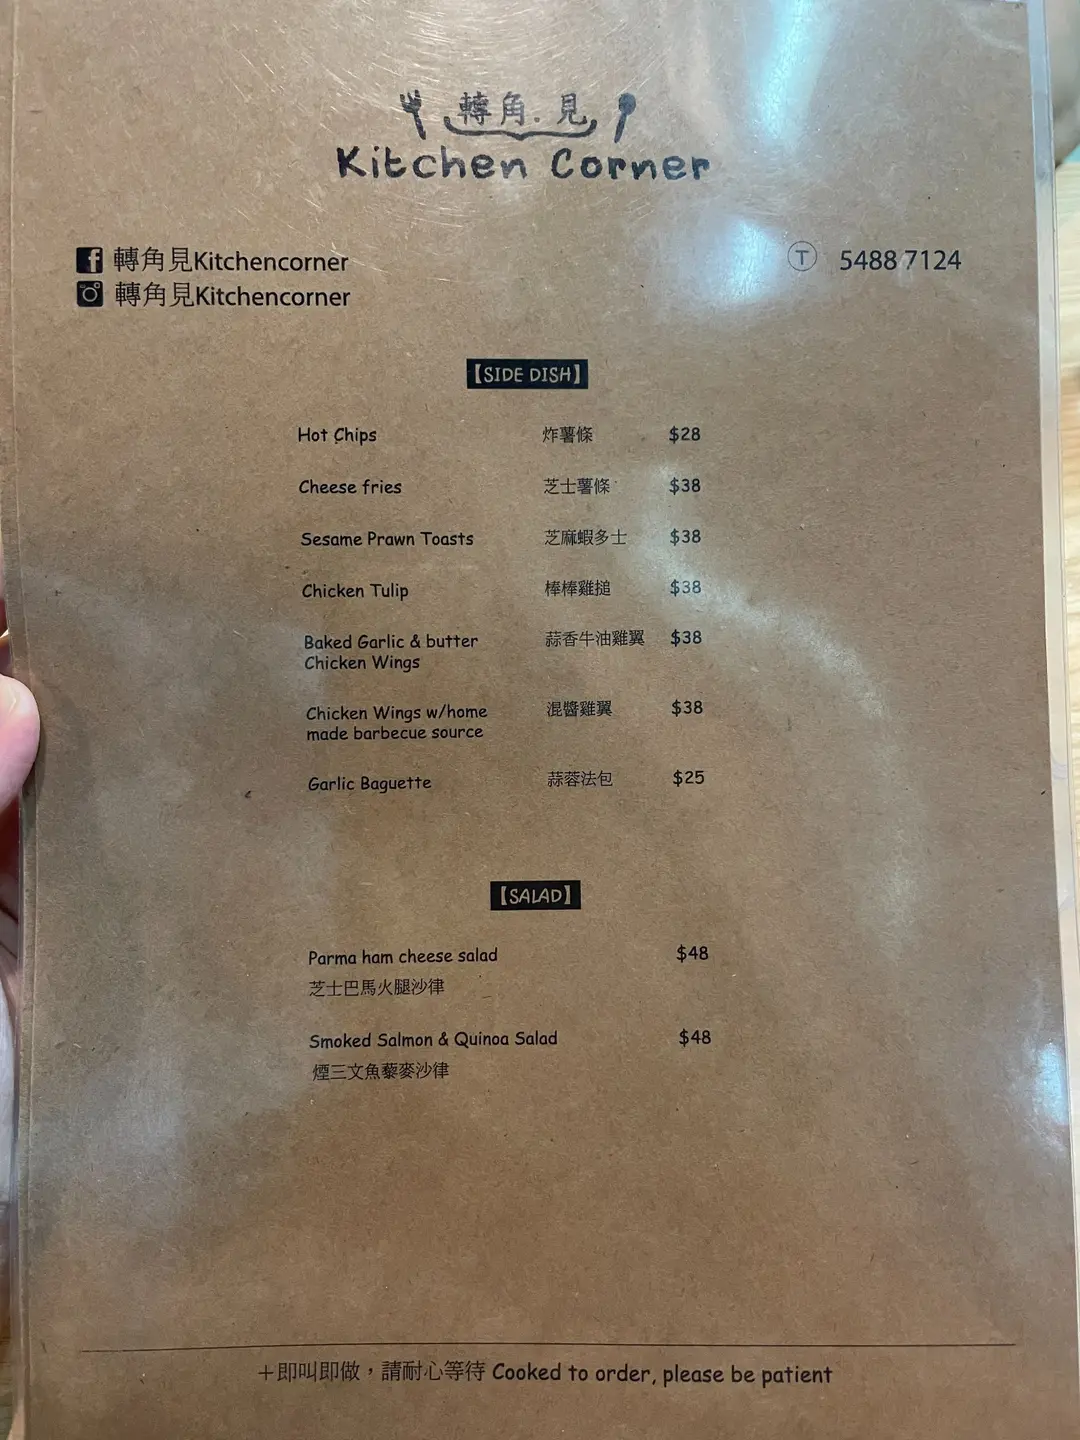 轉角.見
Kitchen Corner
轉角見Kitchencorner
轉角見Kitchencorner
T 5488 7124
【SIDE DISH】
Hot Chips 炸薯條 $28
Cheese fries 芝士薯條 $38
Sesame Prawn Toasts 芝麻蝦多士 $38
Chicken Tulip 棒棒雞搥 $38
Baked Garlic & butter 蒜香牛油雞翼 $38
Chicken Wings
Chicken Wings w/home 混醬雞翼 $38
made barbecue source
Garlic Baguette 蒜蓉法包 $25
【SALAD】
Parma ham cheese salad $48
芝士巴馬火腿沙律
Smoked Salmon & Quinoa Salad $48
煙三文魚藜麥沙律
+即叫即做，請耐心等待 Cooked to order, please be patient